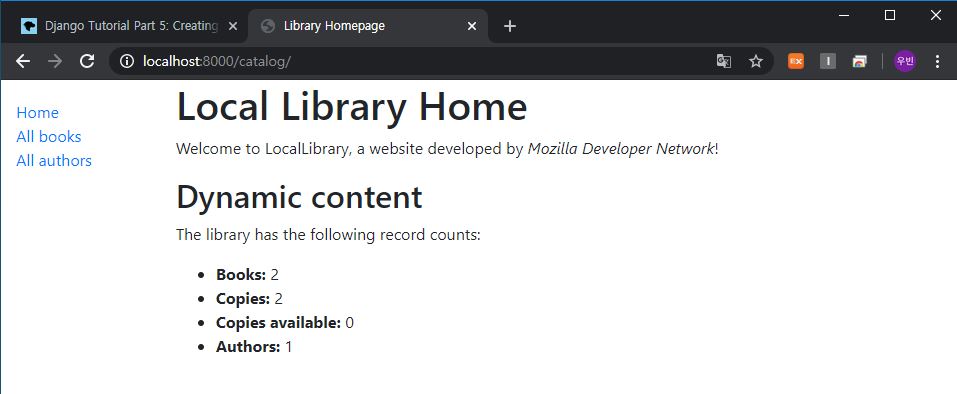 Django Tutorial Part 5: Creating
Library Homepage
localhost:8000/catalog/
EX
I
우빈
Home
All books
All authors
Local Library Home
Welcome to LocalLibrary, a website developed by Mozilla Developer Network!
Dynamic content
The library has the following record counts:
Books: 2
Copies: 2
Copies available: 0
Authors: 1